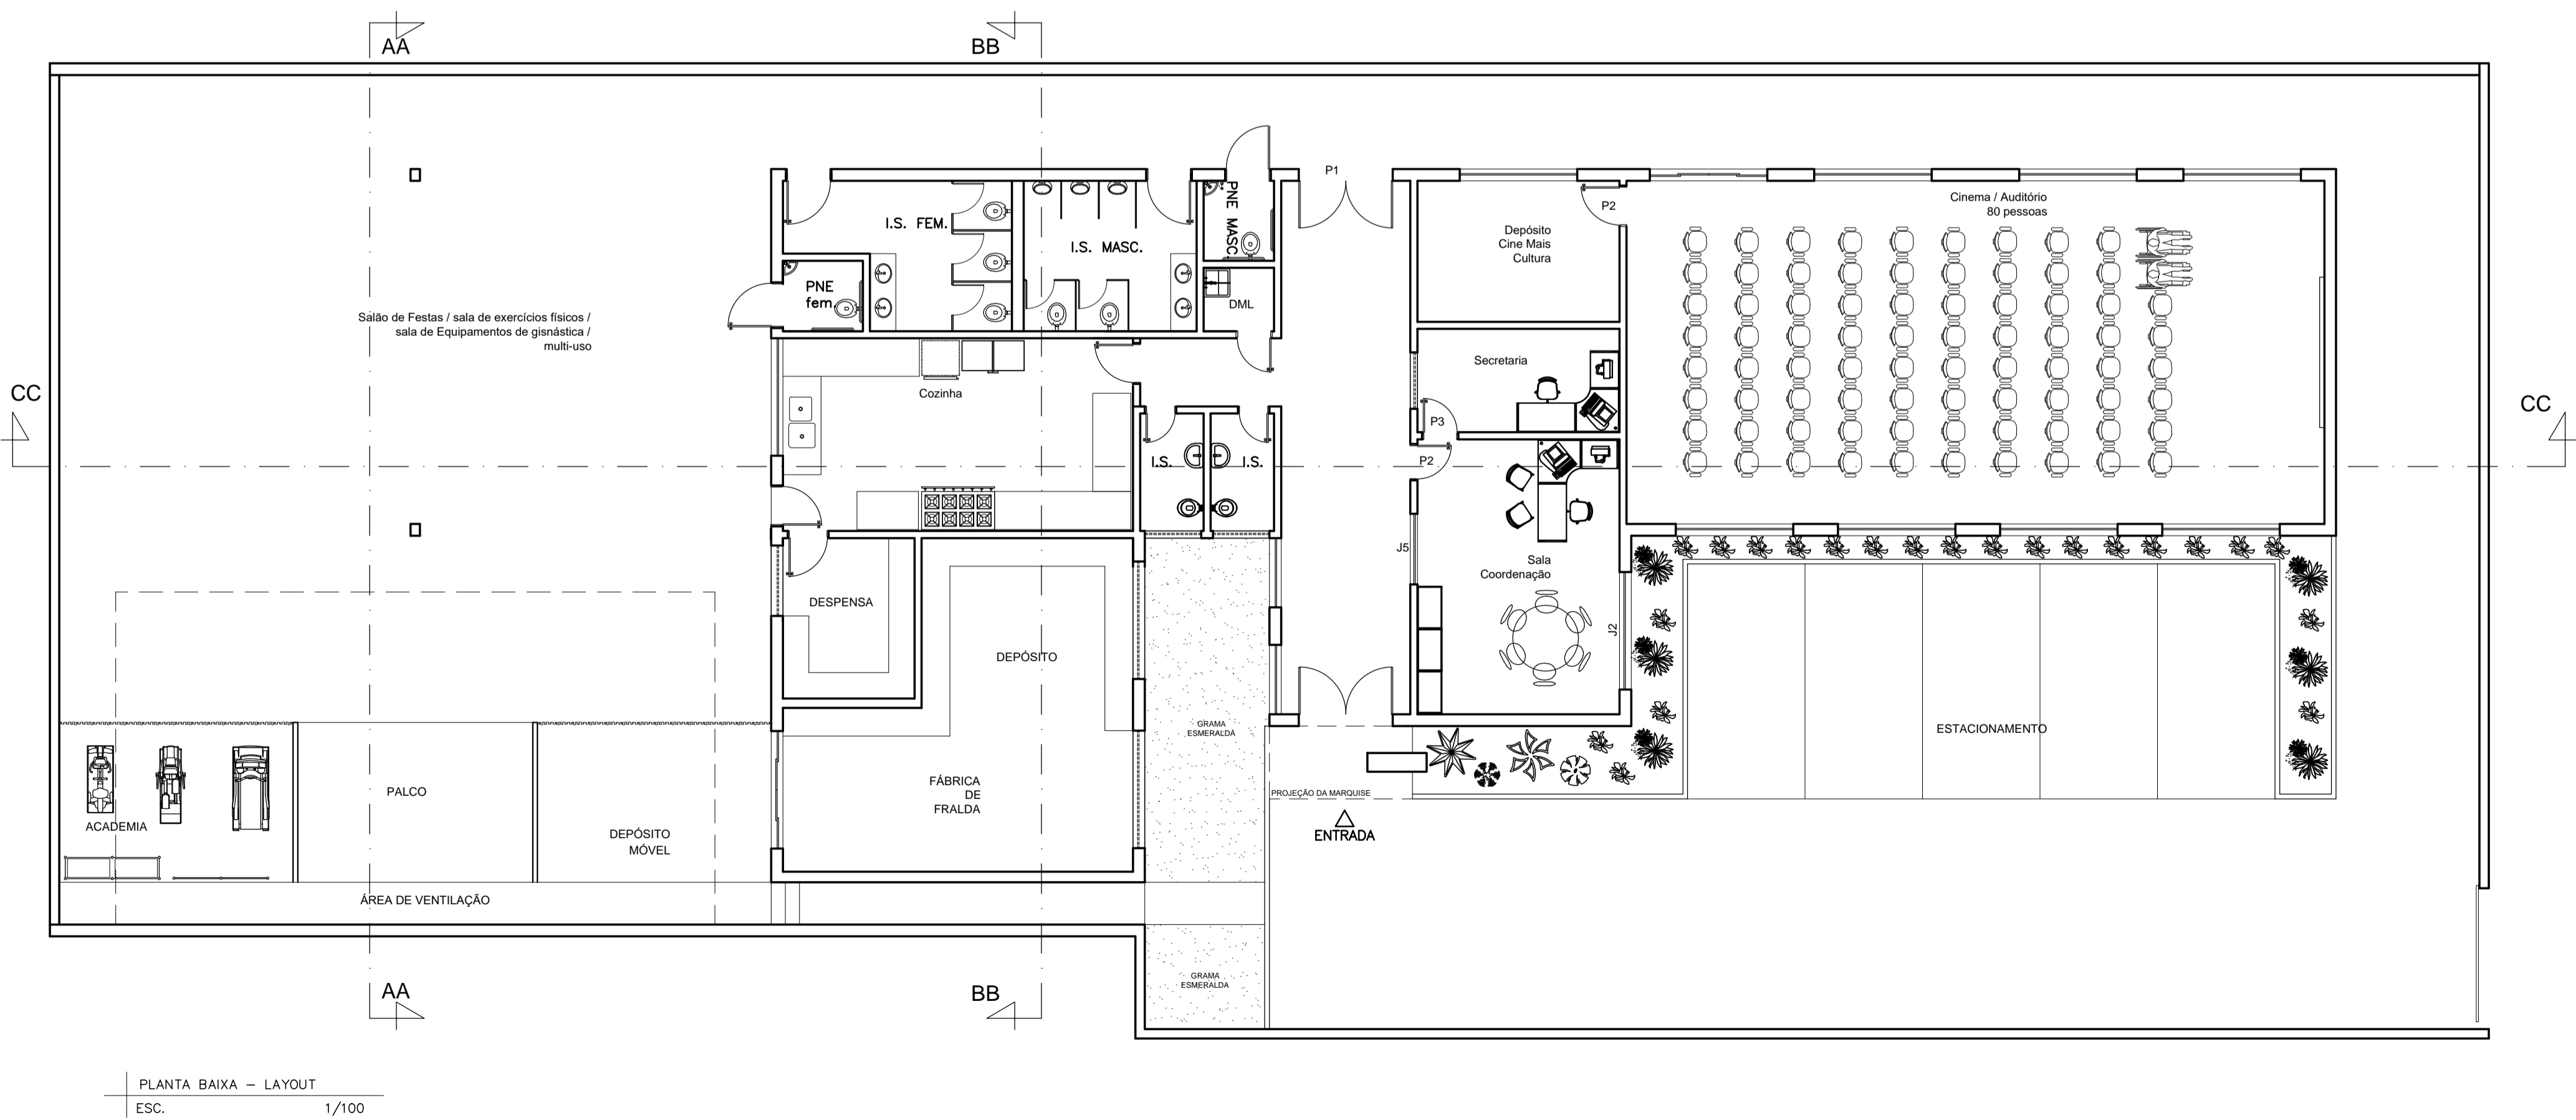 AA
BB
P1
PNE MASC
P2
Cinema / Auditório
80 pessoas
I.S. FEM.
I.S. MASC.
Depósito
Cine Mais
Cultura
PNE
fem.
DML
Salão de Festas / sala de exercícios físicos /
sala de Equipamentos de gisnástica /
multi-uso
Secretaria
CC
Cozinha
CC
P3
I.S.
I.S.
P2
J5
Sala
Coordenação
DESPENSA
J2
DEPÓSITO
GRAMA
ESMERALDA
ESTACIONAMENTO
FÁBRICA
DE
FRALDA
PALCO
PROJEÇÃO DA MARQUISE
ACADEMIA
DEPÓSITO
MÓVEL
ENTRADA
ÁREA DE VENTILAÇÃO
GRAMA
ESMERALDA
AA
BB
PLANTA BAIXA – LAYOUT
ESC. 1/100